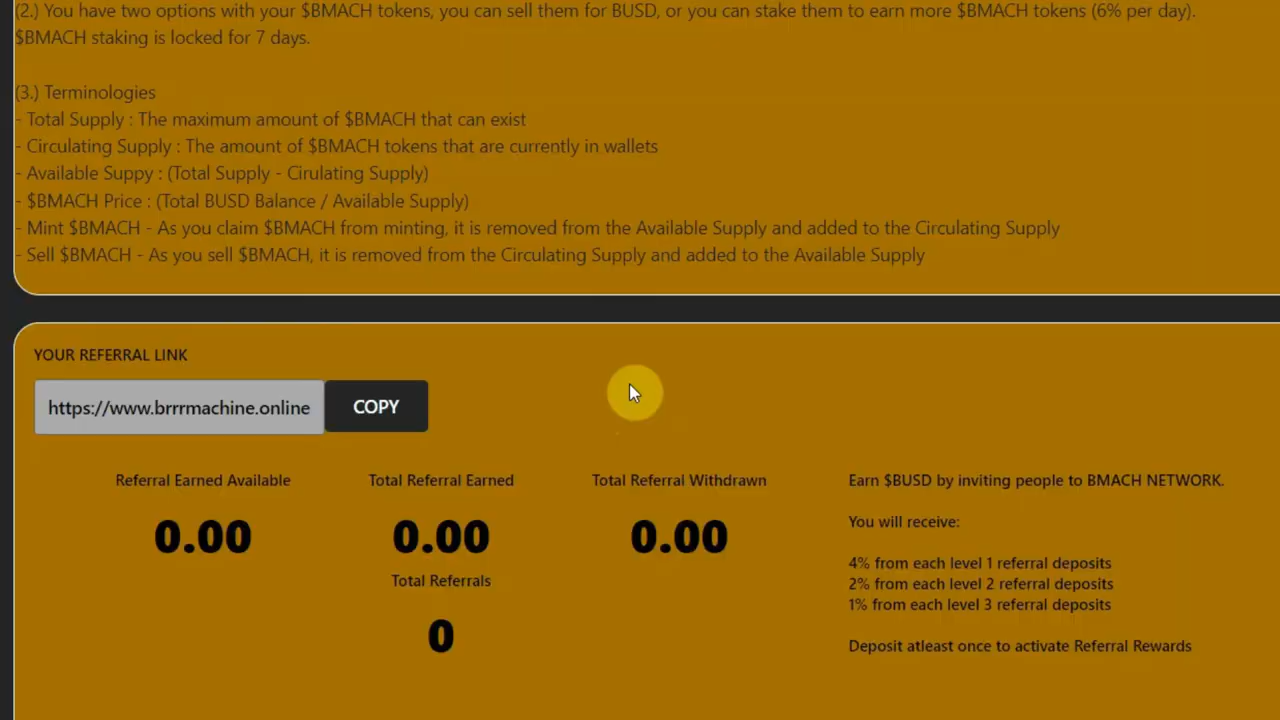 (2.) You have two options with your $BMACH tokens, you can sell them for BUSD, or you can stake them to earn more $BMACH tokens (6% per day).
$BMACH staking is locked for 7 days.
(3.) Terminologies
- Total Supply : The maximum amount of $BMACH that can exist
- Circulating Supply : The amount of $BMACH tokens that are currently in wallets
- Available Suppy : (Total Supply - Cirulating Supply)
- $BMACH Price : (Total BUSD Balance / Available Supply)
- Mint $BMACH - As you claim $BMACH from minting, it is removed from the Available Supply and added to the Circulating Supply
- Sell $BMACH - As you sell $BMACH, it is removed from the Circulating Supply and added to the Available Supply
YOUR REFERRAL LINK
https://www.brrrmachine.online COPY
Referral Earned Available Total Referral Earned Total Referral Withdrawn
0.00 0.00 0.00
Total Referrals
0
Earn $BUSD by inviting people to BMACH NETWORK.
You will receive:
4% from each level 1 referral deposits
2% from each level 2 referral deposits
1% from each level 3 referral deposits
Deposit atleast once to activate Referral Rewards